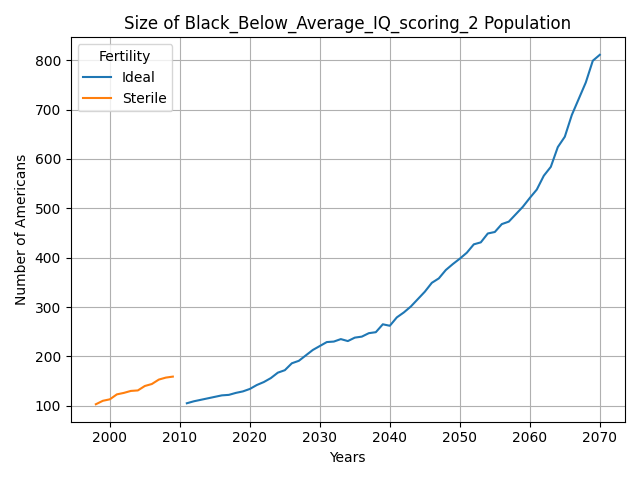 Size of Black_Below_Average_IQ_scoring_2 Population
Fertility
Ideal
Sterile
Number of Americans
800
700
600
500
400
300
200
100
2000 2010 2020 2030 2040 2050 2060 2070
Years